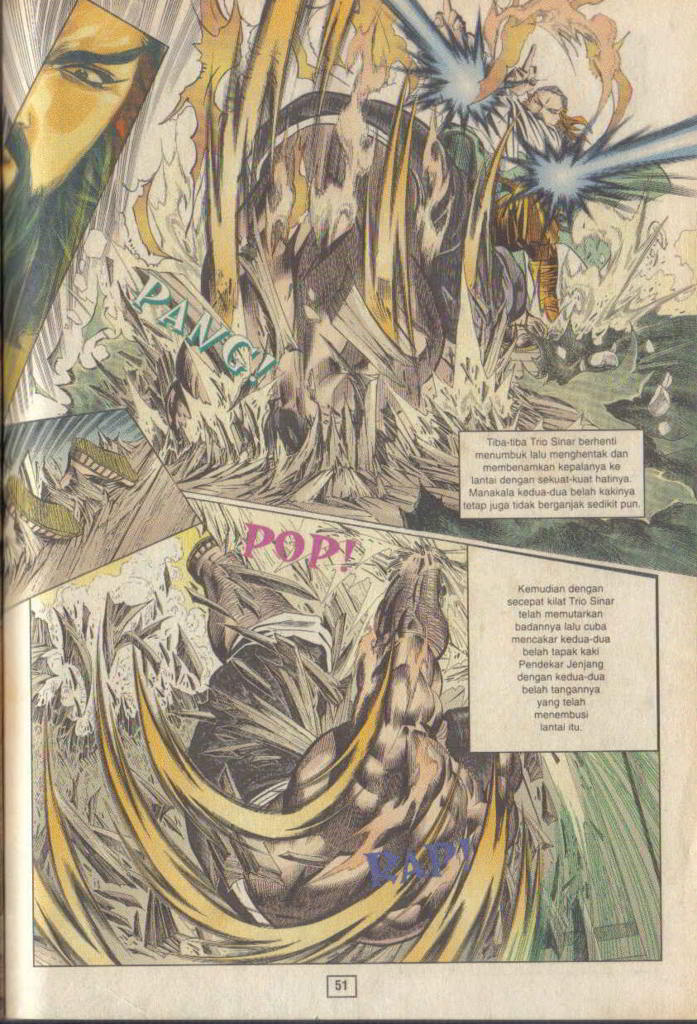 PANG!
Tiba-tiba Trio Sinar berhenti
menumbuk lalu menghentak dan
membenamkan kepalanya ke
lantai dengan sekuat-kuat hatinya.
Manakala kedua-dua belah kakinya
tetap juga tidak berganjak sedikit pun.
POP!
Kemudian dengan
secepat kilat Trio Sinar
telah memutarkan
badannya lalu cuba
mencakar kedua-dua
belah tapak kaki
Pendekar Jenjang
dengan kedua-dua
belah tangannya
yang telah
menembusi
lantai itu.
RAP!
51